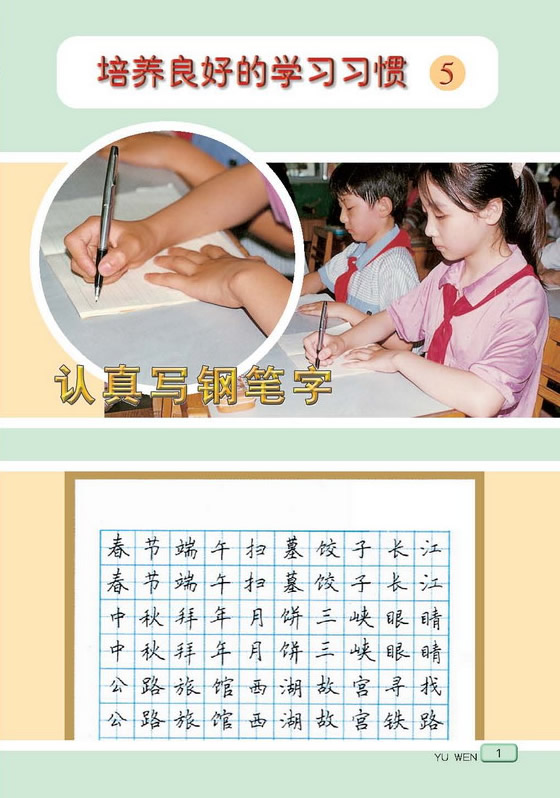 培养良好的学习习惯 5
认真写钢笔字
春节端午扫墓饺子长江
春节端午扫墓饺子长江
中秋拜年月饼三峡眼睛
中秋拜年月饼三峡眼睛
公路旅馆西湖故宫寻找
公路旅馆西湖故宫铁路
YU WEN 1